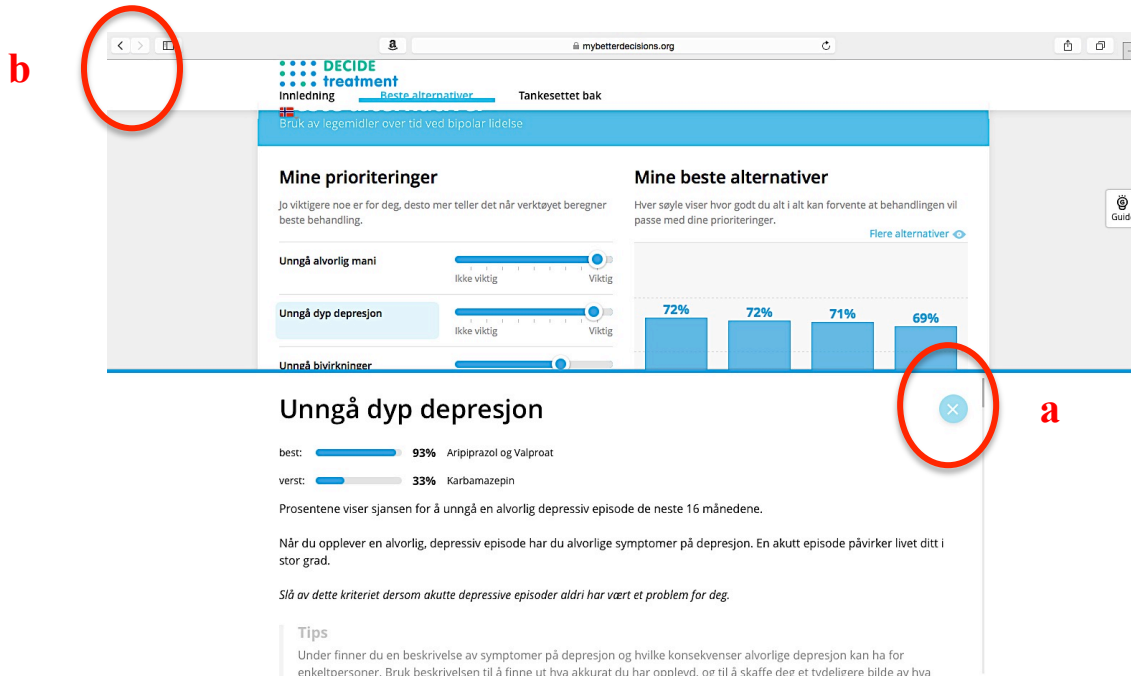 b
a
mybetterdecisions.org
DECIDE
treatment
Innledning Beste alternativer Tankesettet bak
Bruk av legemidler over tid ved bipolar lidelse
Mine prioriteringer
Jo viktigere noe er for deg, desto mer teller det når verktøyet beregner
beste behandling.
Unngå alvorlig mani
Ikke viktig Viktig
Unngå dyp depresjon
Ikke viktig Viktig
Unngå bivirkninger
Mine beste alternativer
Hver søyle viser hvor godt du alt i alt kan forvente at behandlingen vil
passe med dine prioriteringer.
Flere alternativer
72% 72% 71% 69%
Guide
Unngå dyp depresjon
a
best: 93% Aripiprazol og Valproat
verst: 33% Karbamazepin
Prosentene viser sjansen for å unngå en alvorlig depressiv episode de neste 16 månedene.
Når du opplever en alvorlig, depressiv episode har du alvorlige symptomer på depresjon. En akutt episode påvirker livet ditt i
stor grad.
Slå av dette kriteriet dersom akutte depressive episoder aldri har vært et problem for deg.
Tips
Under finner du en beskrivelse av symptomer på depresjon og hvilke konsekvenser alvorlige depresjon kan ha for
enkeltpersoner. Bruk beskrivelsen til å finne ut hva akkurat du har opplevd, og til å skaffe deg et tydeligere bilde av hva